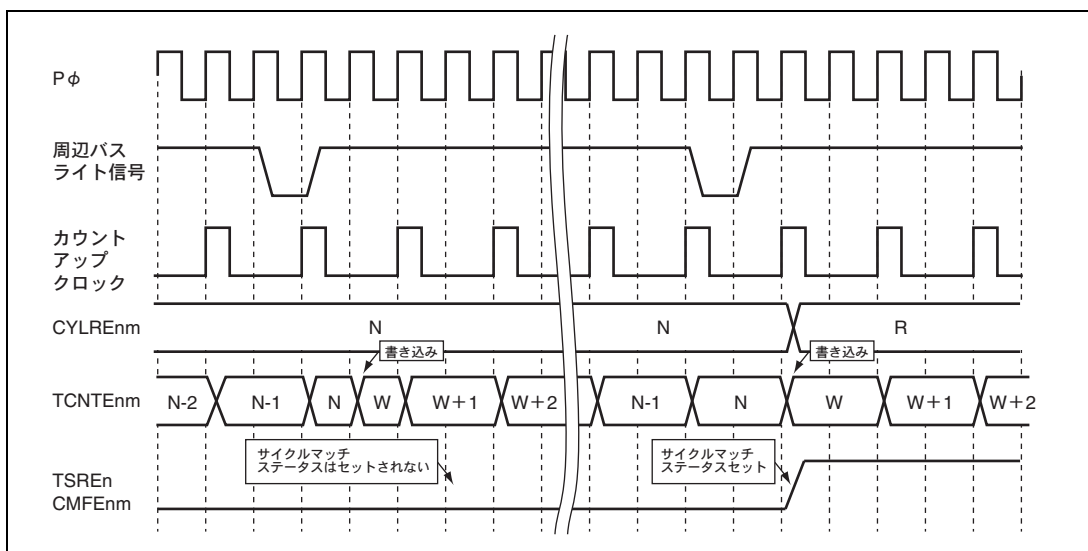 Pφ
周辺バス
ライト信号
カウント
アップ
クロック
CYLREnm
N
N
R
書き込み
書き込み
TCNTEnm
N-2
N-1
N
W
W＋1
W＋2
N-1
N
W
W＋1
W＋2
サイクルマッチ
ステータスはセットされない
サイクルマッチ
ステータスセット
TSREn
CMFEnm